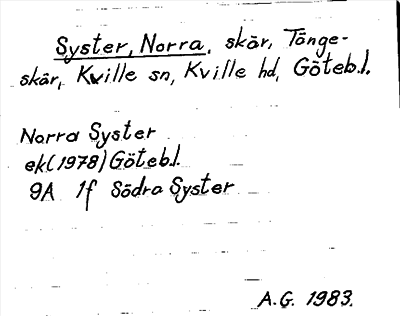 Syster, Norra, skär, Tånge-
skär, Kville sn, Kville hd, Göteb.l.
Norra Syster
ek(1978) Göteb.l.
9A 1f Södra Syster
A.G. 1983.